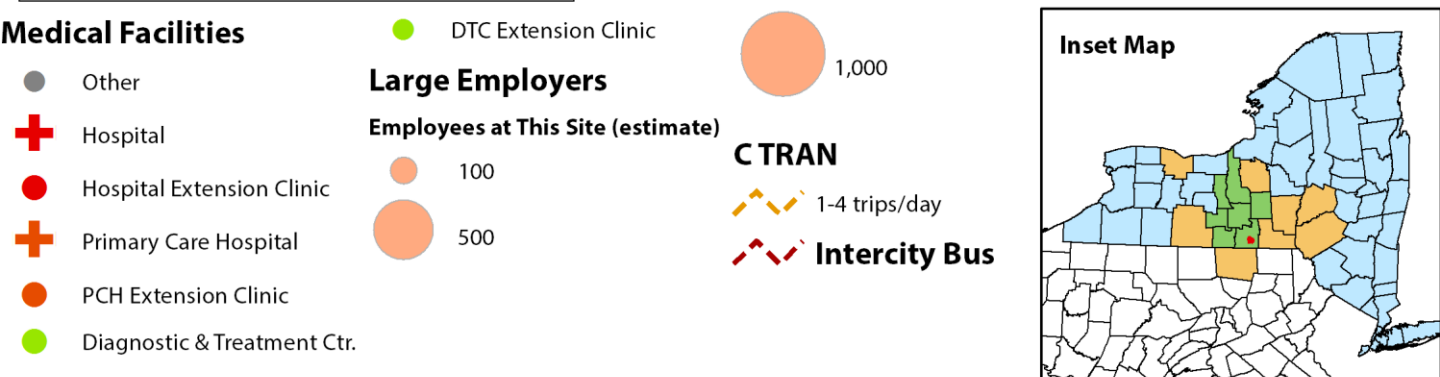 Medical Facilities
Other
Hospital
Hospital Extension Clinic
Primary Care Hospital
PCH Extension Clinic
Diagnostic & Treatment Ctr.
DTC Extension Clinic
Large Employers
Employees at This Site (estimate)
100
500
1,000
C TRAN
1-4 trips/day
Intercity Bus
Inset Map